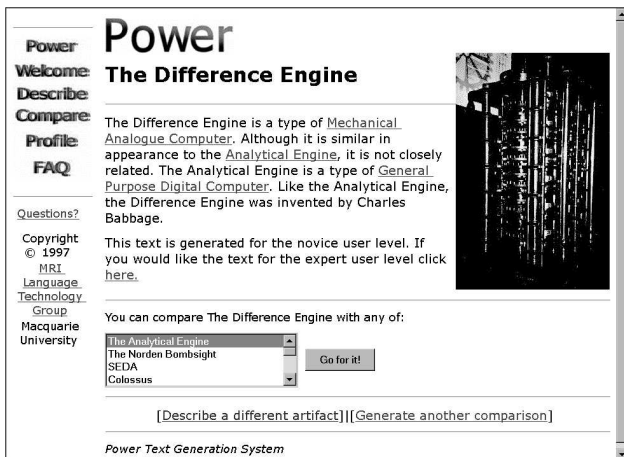 Power
Welcome
Describe
Compare
Profile
FAQ
Questions?
Copyright
© 1997
MRI
Language
Technology
Group
Macquarie
University
Power
The Difference Engine
The Difference Engine is a type of Mechanical
Analogue Computer. Although it is similar in
appearance to the Analytical Engine, it is not closely
related. The Analytical Engine is a type of General
Purpose Digital Computer. Like the Analytical Engine,
the Difference Engine was invented by Charles
Babbage.
This text is generated for the novice user level. If
you would like the text for the expert user level click
here.
You can compare The Difference Engine with any of:
The Analytical Engine
The Norden Bombsight
SEDA
Colossus
Go for it!
[Describe a different artifact]|[Generate another comparison]
Power Text Generation System